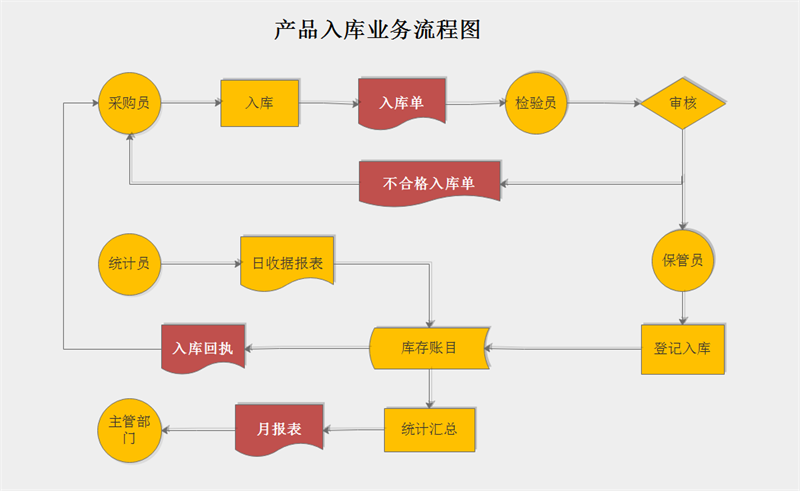 产品入库业务流程图
采购员
入库
入库单
检验员
审核
不合格入库单
统计员
日收据报表
保管员
入库回执
库存账目
登记入库
主管部
门
月报表
统计汇总